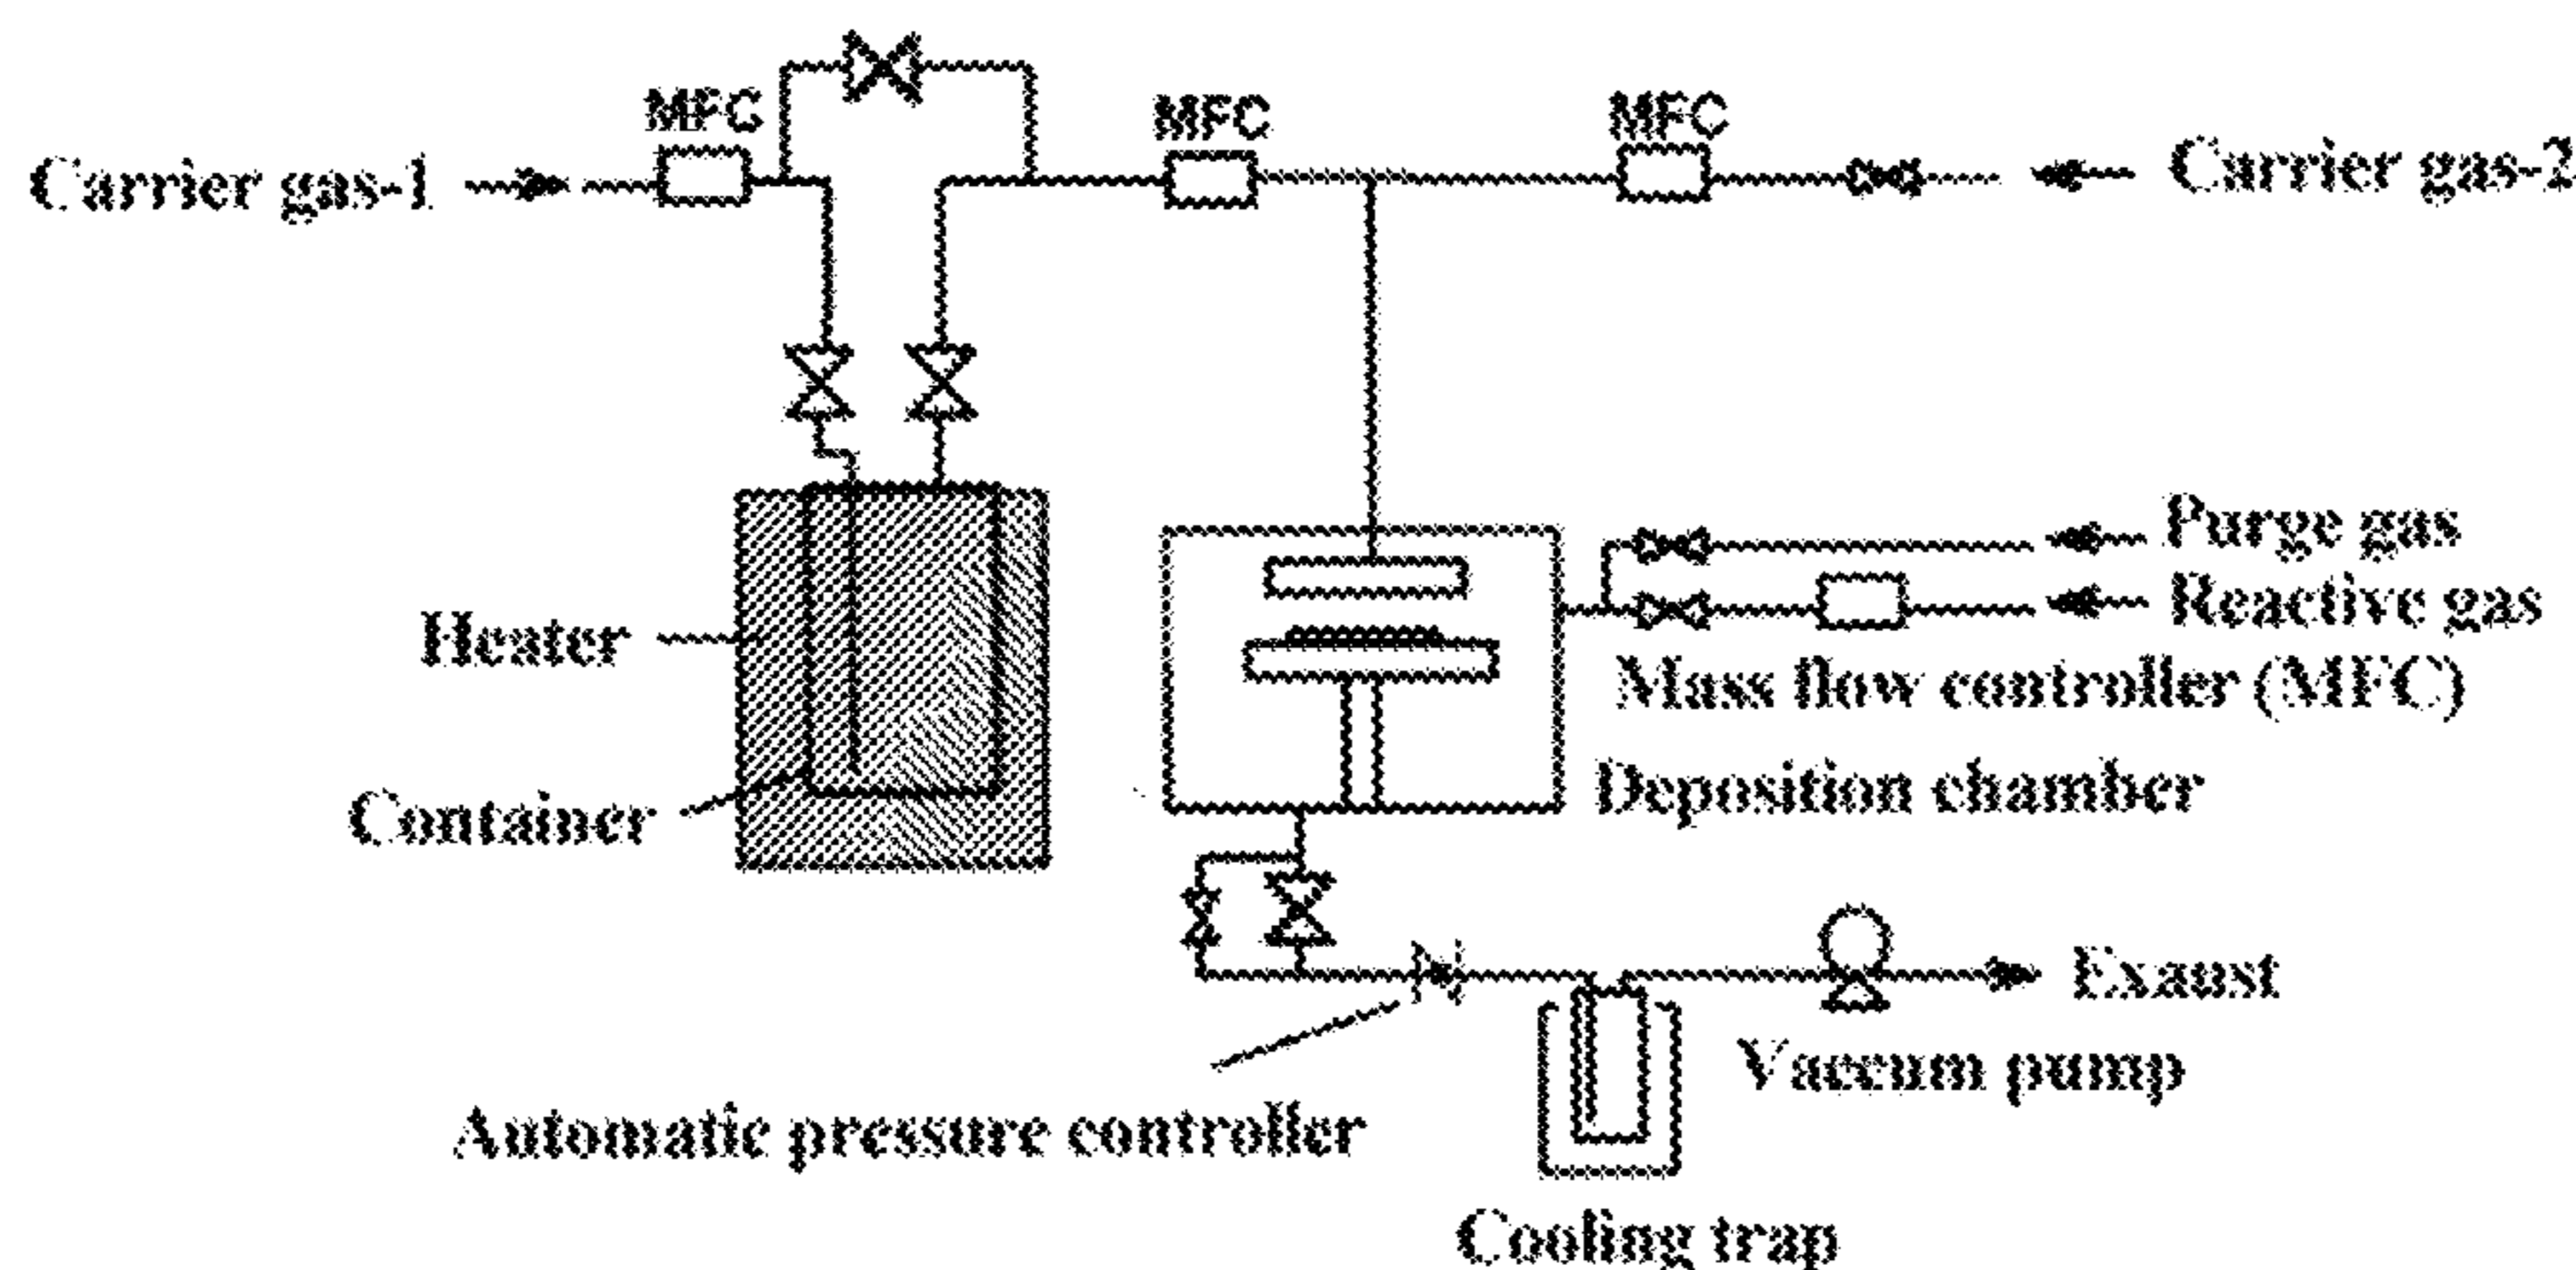 MFC
MFC
MFC
Carrier gas-1
Carrier gas-2
Purge gas
Reactive gas
Heater
Mass flow controller (MFC)
Container
Deposition chamber
Exaust
Vaccum pump
Automatic pressure controller
Cooling trap